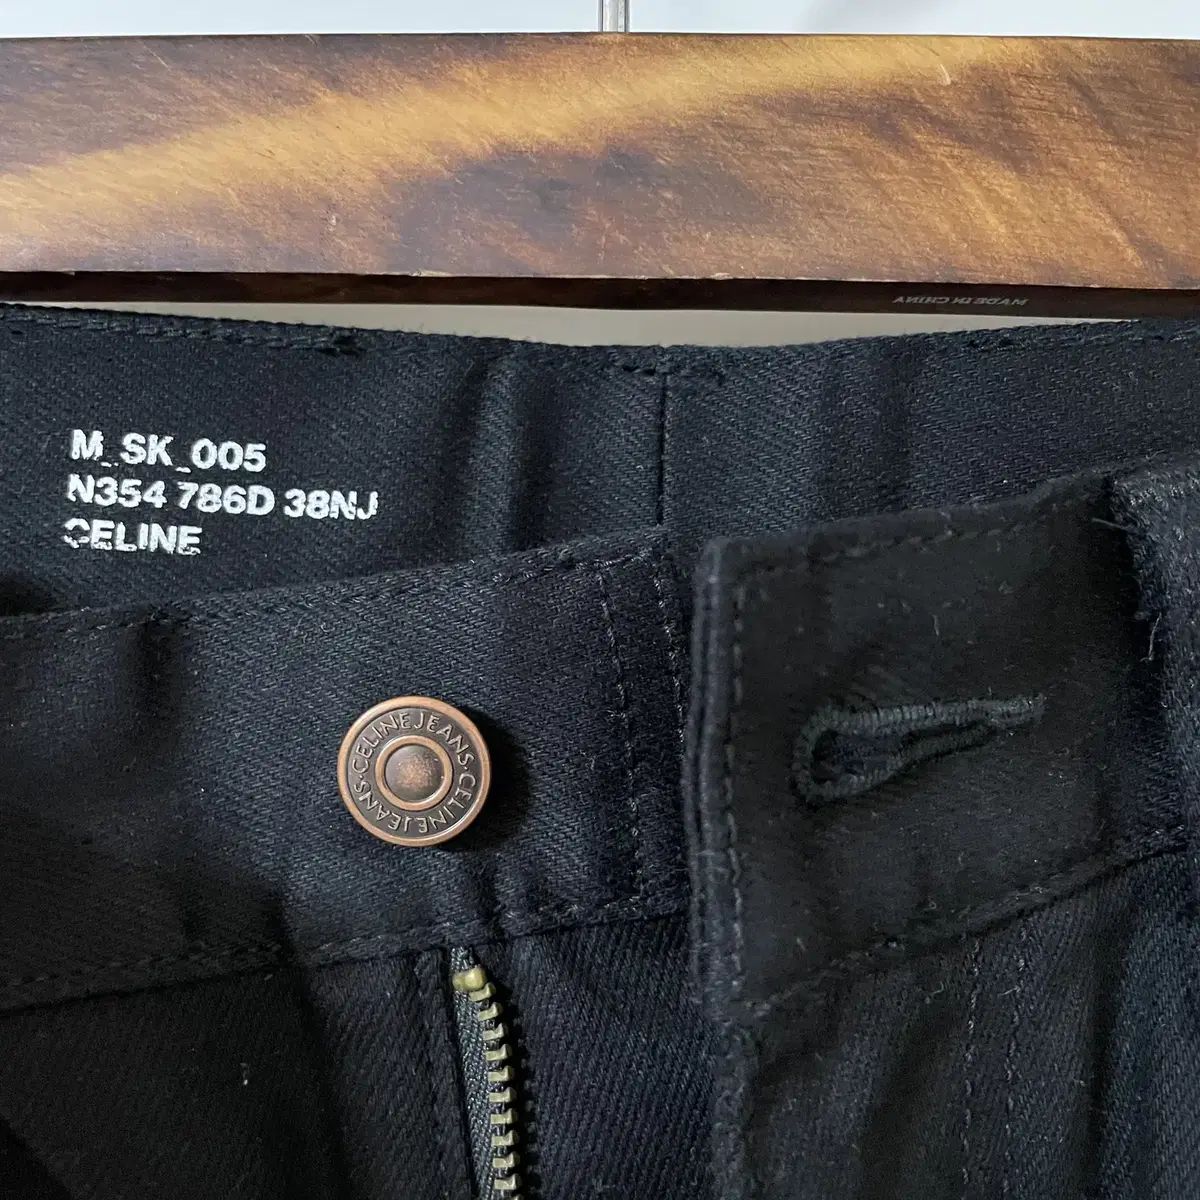 MADE IN CHINA
M_SK_005
N354 786D 38NJ
CELINE
CELINE JEANS · CELINE JEANS ·